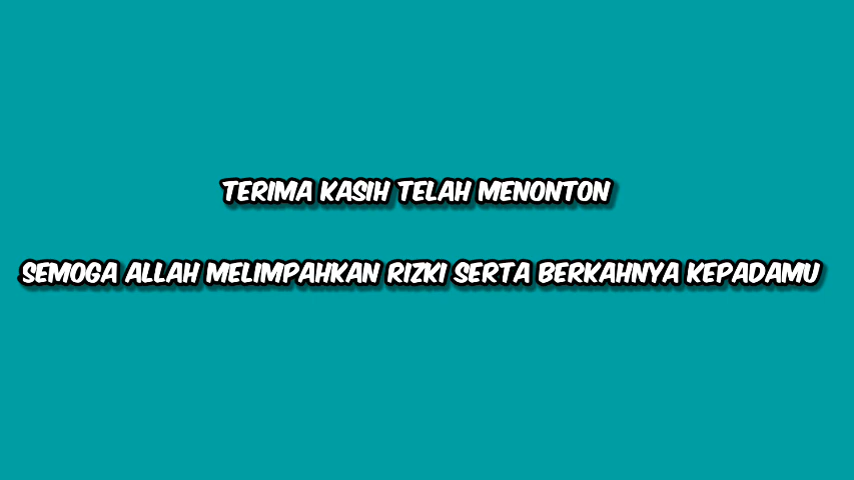 TERIMA KASIH TELAH MENONTON
SEMOGA ALLAH MELIMPAHKAN RIZKI SERTA BERKAHNYA KEPADAMU